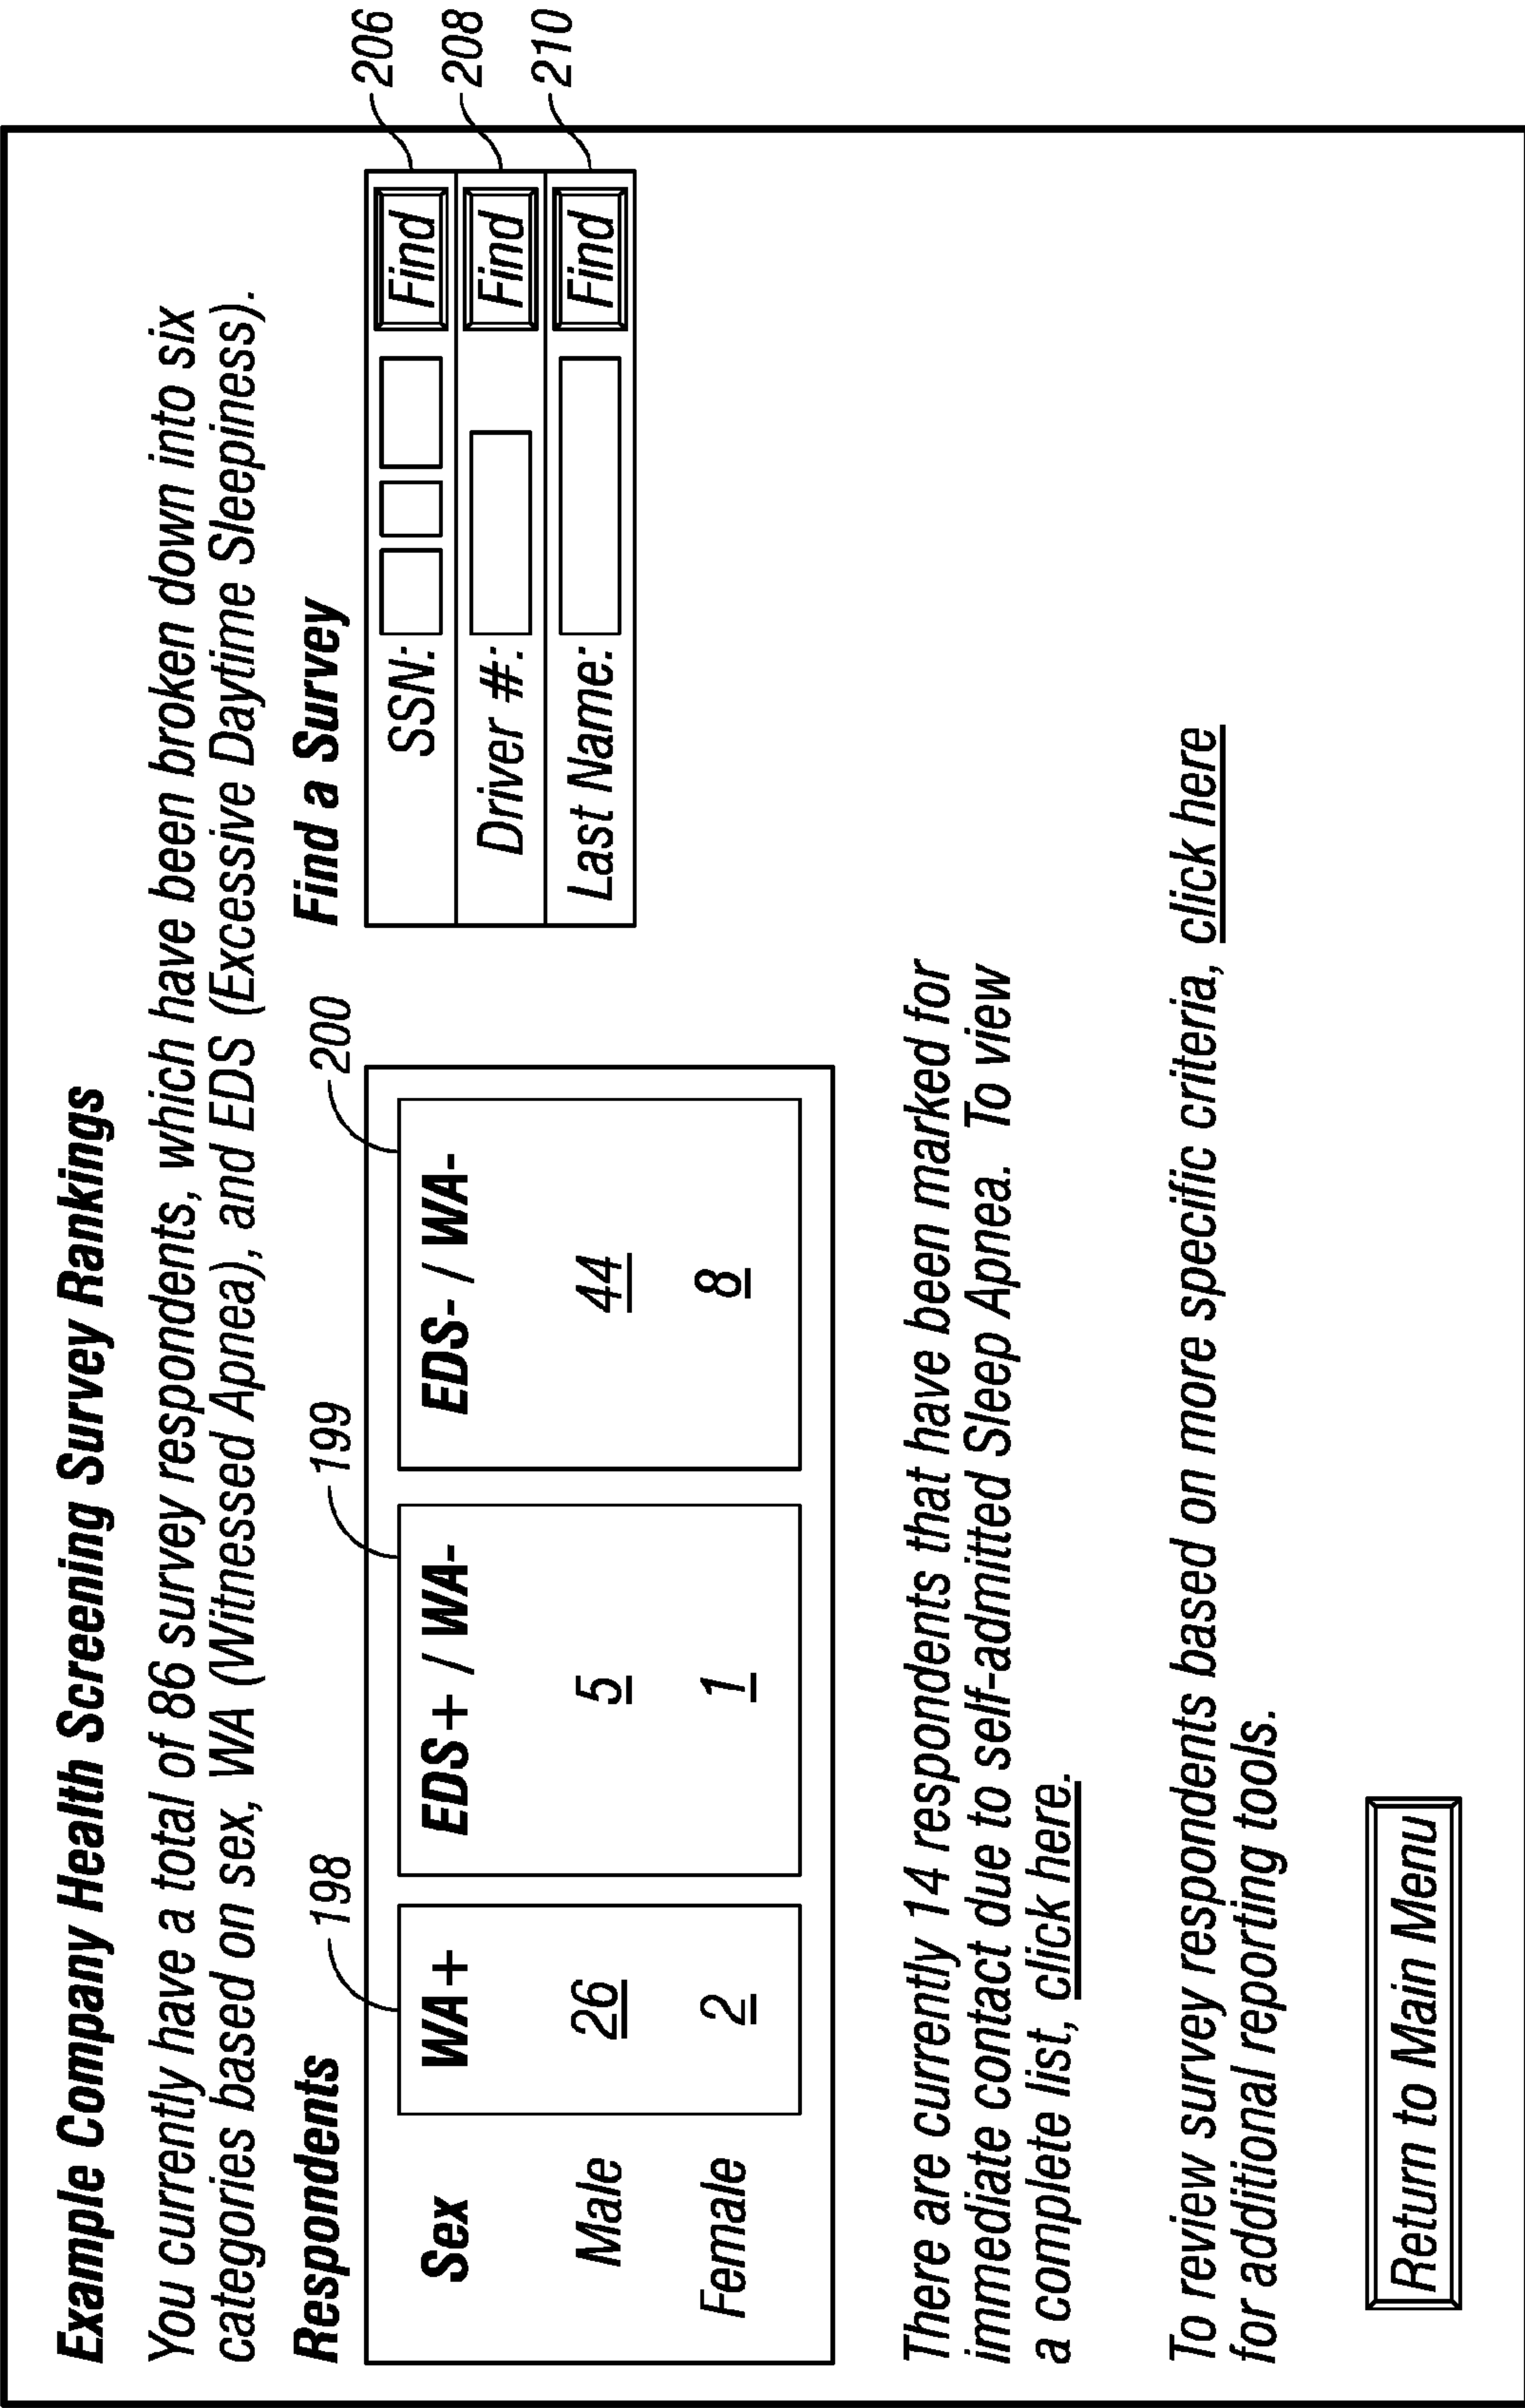 Example Company Health Screening Survey Rankings
You currently have a total of 86 survey respondents, which have been broken down into six
categories based on sex, WA (Witnessed Apnea), and EDS (Excessive Daytime Sleepiness).
Respondents
198
199
200
Sex WA+ EDS+ / WA- EDS- / WA-
Male 26 5 44
Female 2 1 8
Find a Survey
SSN: Find 206
Driver #: Find 208
Last Name: Find 210
There are currently 14 respondents that have been marked for
immediate contact due to self-admitted Sleep Apnea. To view
a complete list, click here.
To review survey respondents based on more specific criteria, click here
for additional reporting tools.
Return to Main Menu